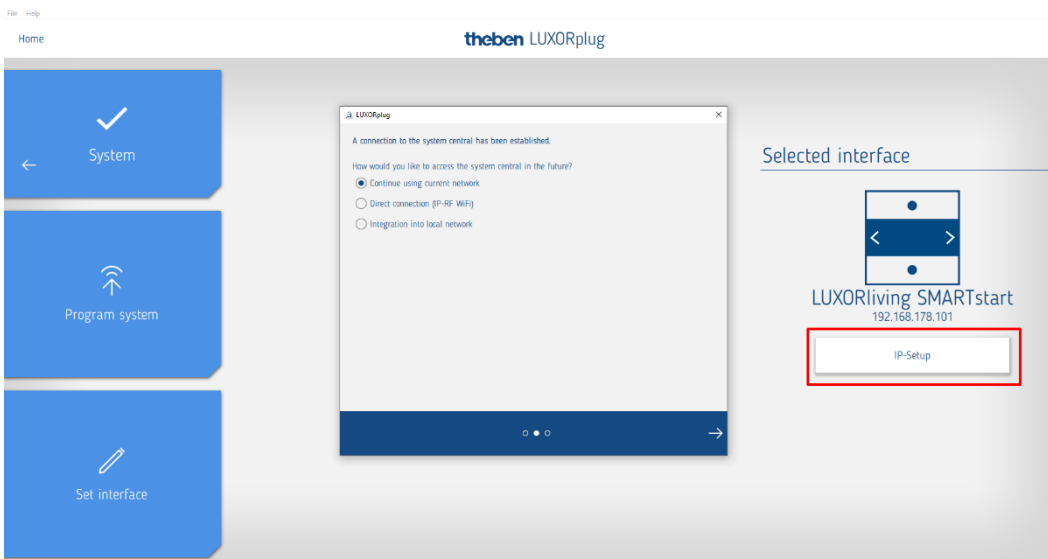 File Help
Home
theben LUXORplug
System
Program system
Set interface
LUXORplug
A connection to the system central has been established.
How would you like to access the system central in the future?
Continue using current network
Direct connection (IP-RF WiFi)
Integration into local network
Selected interface
LUXORliving SMARTstart
192.168.178.101
IP-Setup